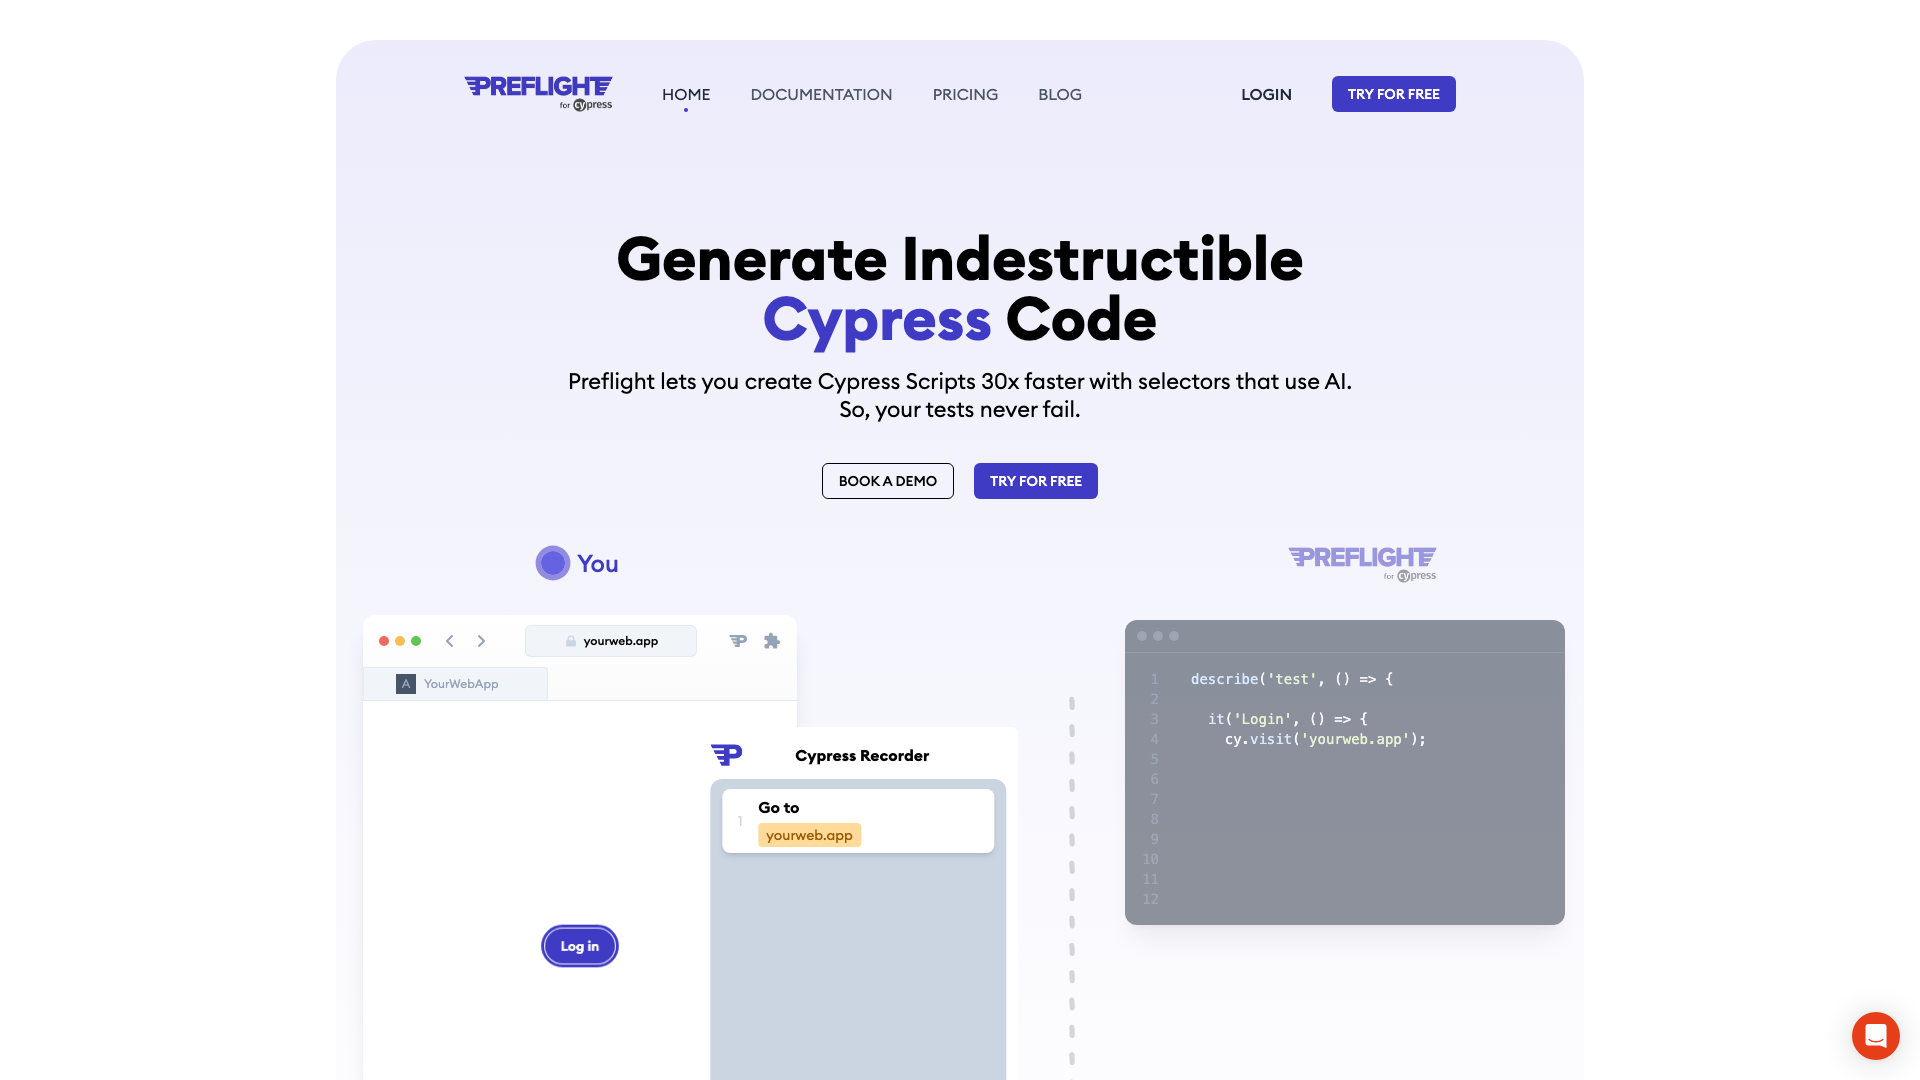 PREFLIGHT
for cypress
HOME
DOCUMENTATION
PRICING
BLOG
LOGIN
TRY FOR FREE
Generate Indestructible
Cypress Code
Preflight lets you create Cypress Scripts 30x faster with selectors that use AI.
So, your tests never fail.
BOOK A DEMO
TRY FOR FREE
You
PREFLIGHT
for cypress
yourweb.app
A YourWebApp
Cypress Recorder
Go to
1
yourweb.app
Log in
1 describe('test', () => {
2
3 it('Login', () => {
4 cy.visit('yourweb.app');
5
6
7
8
9
10
11
12